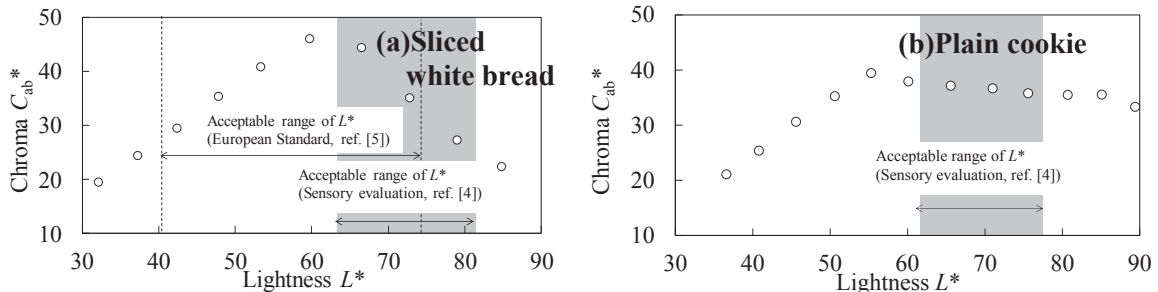 50
40
30
20
10
Chroma Cab*
(a)Sliced
white bread
Acceptable range of L*
(European Standard, ref. [5])
Acceptable range of L*
(Sensory evaluation, ref. [4])
30 40 50 60 70 80 90
Lightness L*
50
40
30
20
10
Chroma Cab*
(b)Plain cookie
Acceptable range of L*
(Sensory evaluation, ref. [4])
30 40 50 60 70 80 90
Lightness L*